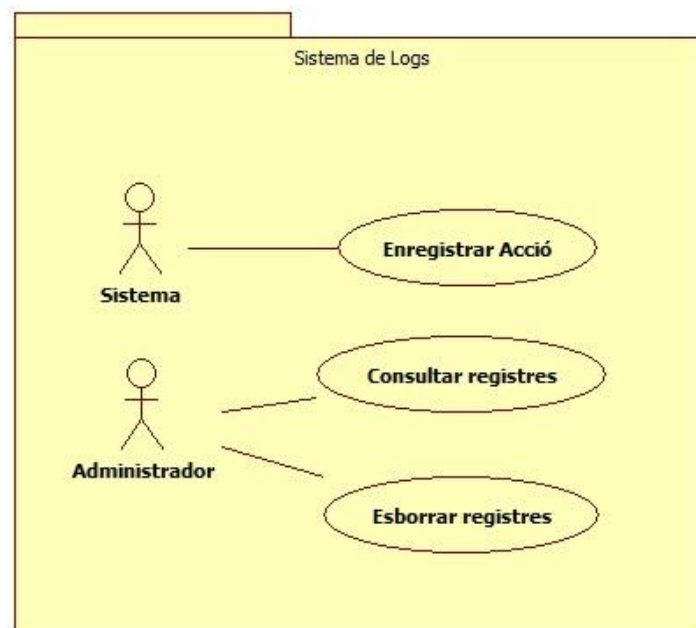 Sistema de Logs
Enregistrar Acció
Sistema
Consultar registres
Administrador
Esborrar registres